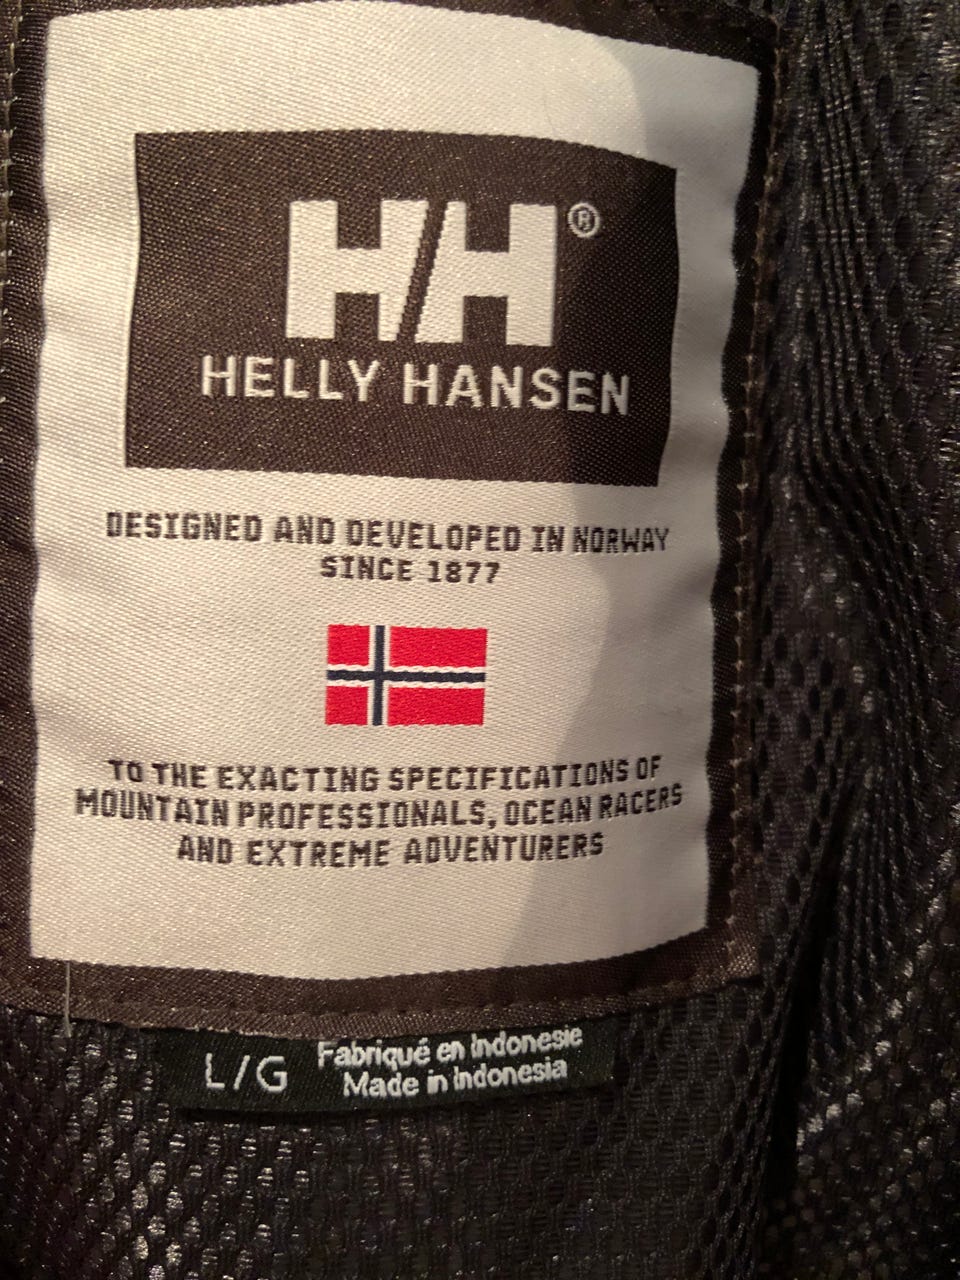 HH®
HELLY HANSEN
DESIGNED AND DEVELOPED IN NORWAY
SINCE 1877
TO THE EXACTING SPECIFICATIONS OF
MOUNTAIN PROFESSIONALS, OCEAN RACERS
AND EXTREME ADVENTURERS
L/G
Fabriqué en Indonesie
Made in Indonesia